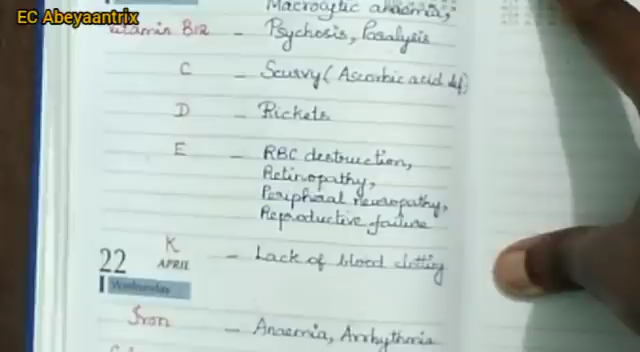 EC Abeyaantrix
Macrocytic anaemia,
Vitamin B12 – Psychosis, Paralysis
C – Scurvy (Ascorbic acid def)
D – Rickets
E – RBC destruction,
Retinopathy,
Peripheral neuropathy,
Reproductive failure
K – Lack of blood clotting
22 APRIL
Wednesday
Iron – Anaemia, Arrhythmia